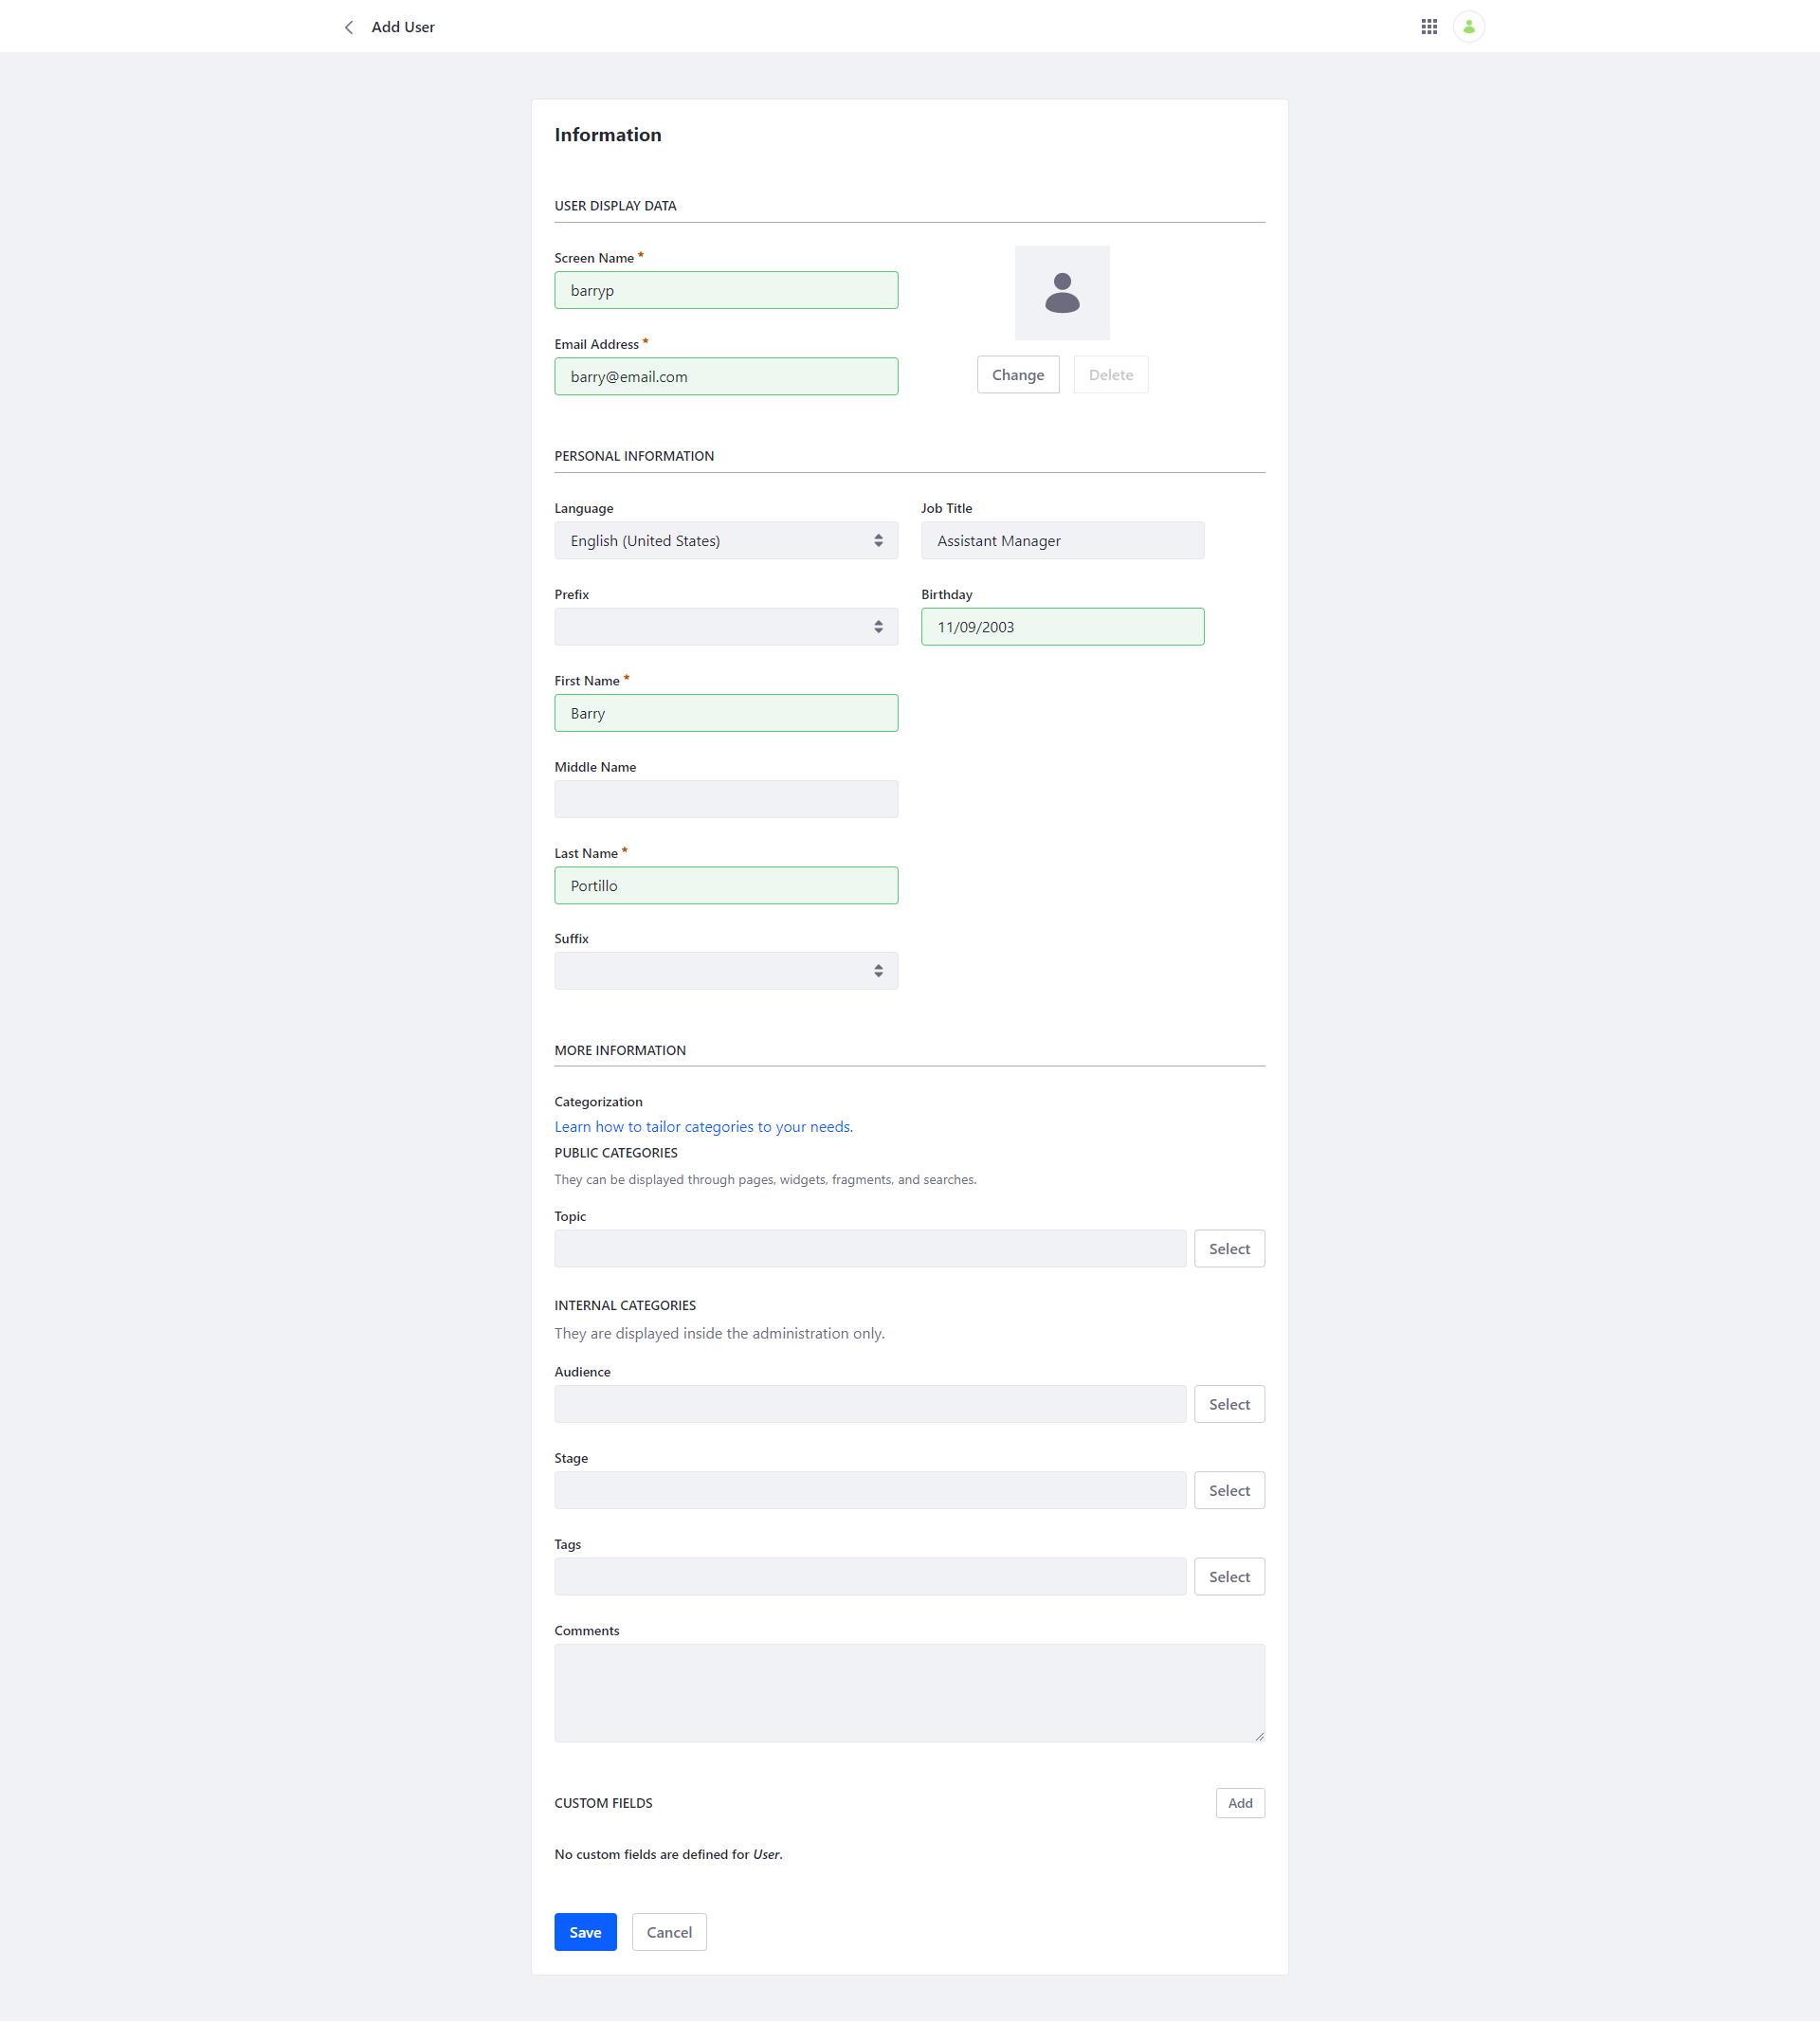 Add User
Information
USER DISPLAY DATA
Screen Name *
barryp
Email Address *
barry@email.com
Change Delete
PERSONAL INFORMATION
Language
English (United States)
Job Title
Assistant Manager
Prefix
Birthday
11/09/2003
First Name *
Barry
Middle Name
Last Name *
Portillo
Suffix
MORE INFORMATION
Categorization
Learn how to tailor categories to your needs.
PUBLIC CATEGORIES
They can be displayed through pages, widgets, fragments, and searches.
Topic
Select
INTERNAL CATEGORIES
They are displayed inside the administration only.
Audience
Select
Stage
Select
Tags
Select
Comments
CUSTOM FIELDS Add
No custom fields are defined for User.
Save Cancel